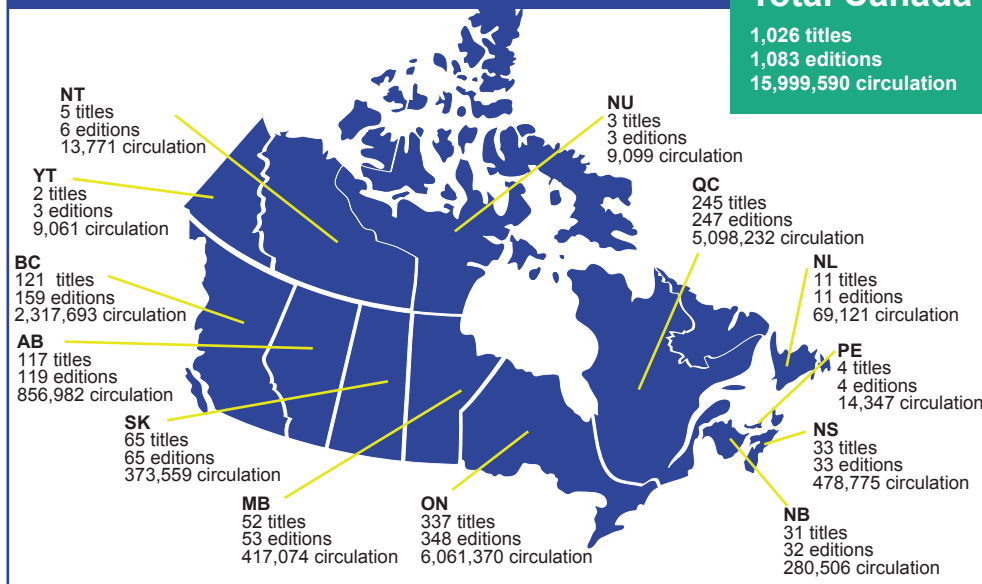 Total Canada
1,026 titles
1,083 editions
15,999,590 circulation
NT
5 titles
6 editions
13,771 circulation
NU
3 titles
3 editions
9,099 circulation
YT
2 titles
3 editions
9,061 circulation
QC
245 titles
247 editions
5,098,232 circulation
BC
121 titles
159 editions
2,317,693 circulation
NL
11 titles
11 editions
69,121 circulation
AB
117 titles
119 editions
856,982 circulation
PE
4 titles
4 editions
14,347 circulation
SK
65 titles
65 editions
373,559 circulation
NS
33 titles
33 editions
478,775 circulation
MB
52 titles
53 editions
417,074 circulation
ON
337 titles
348 editions
6,061,370 circulation
NB
31 titles
32 editions
280,506 circulation